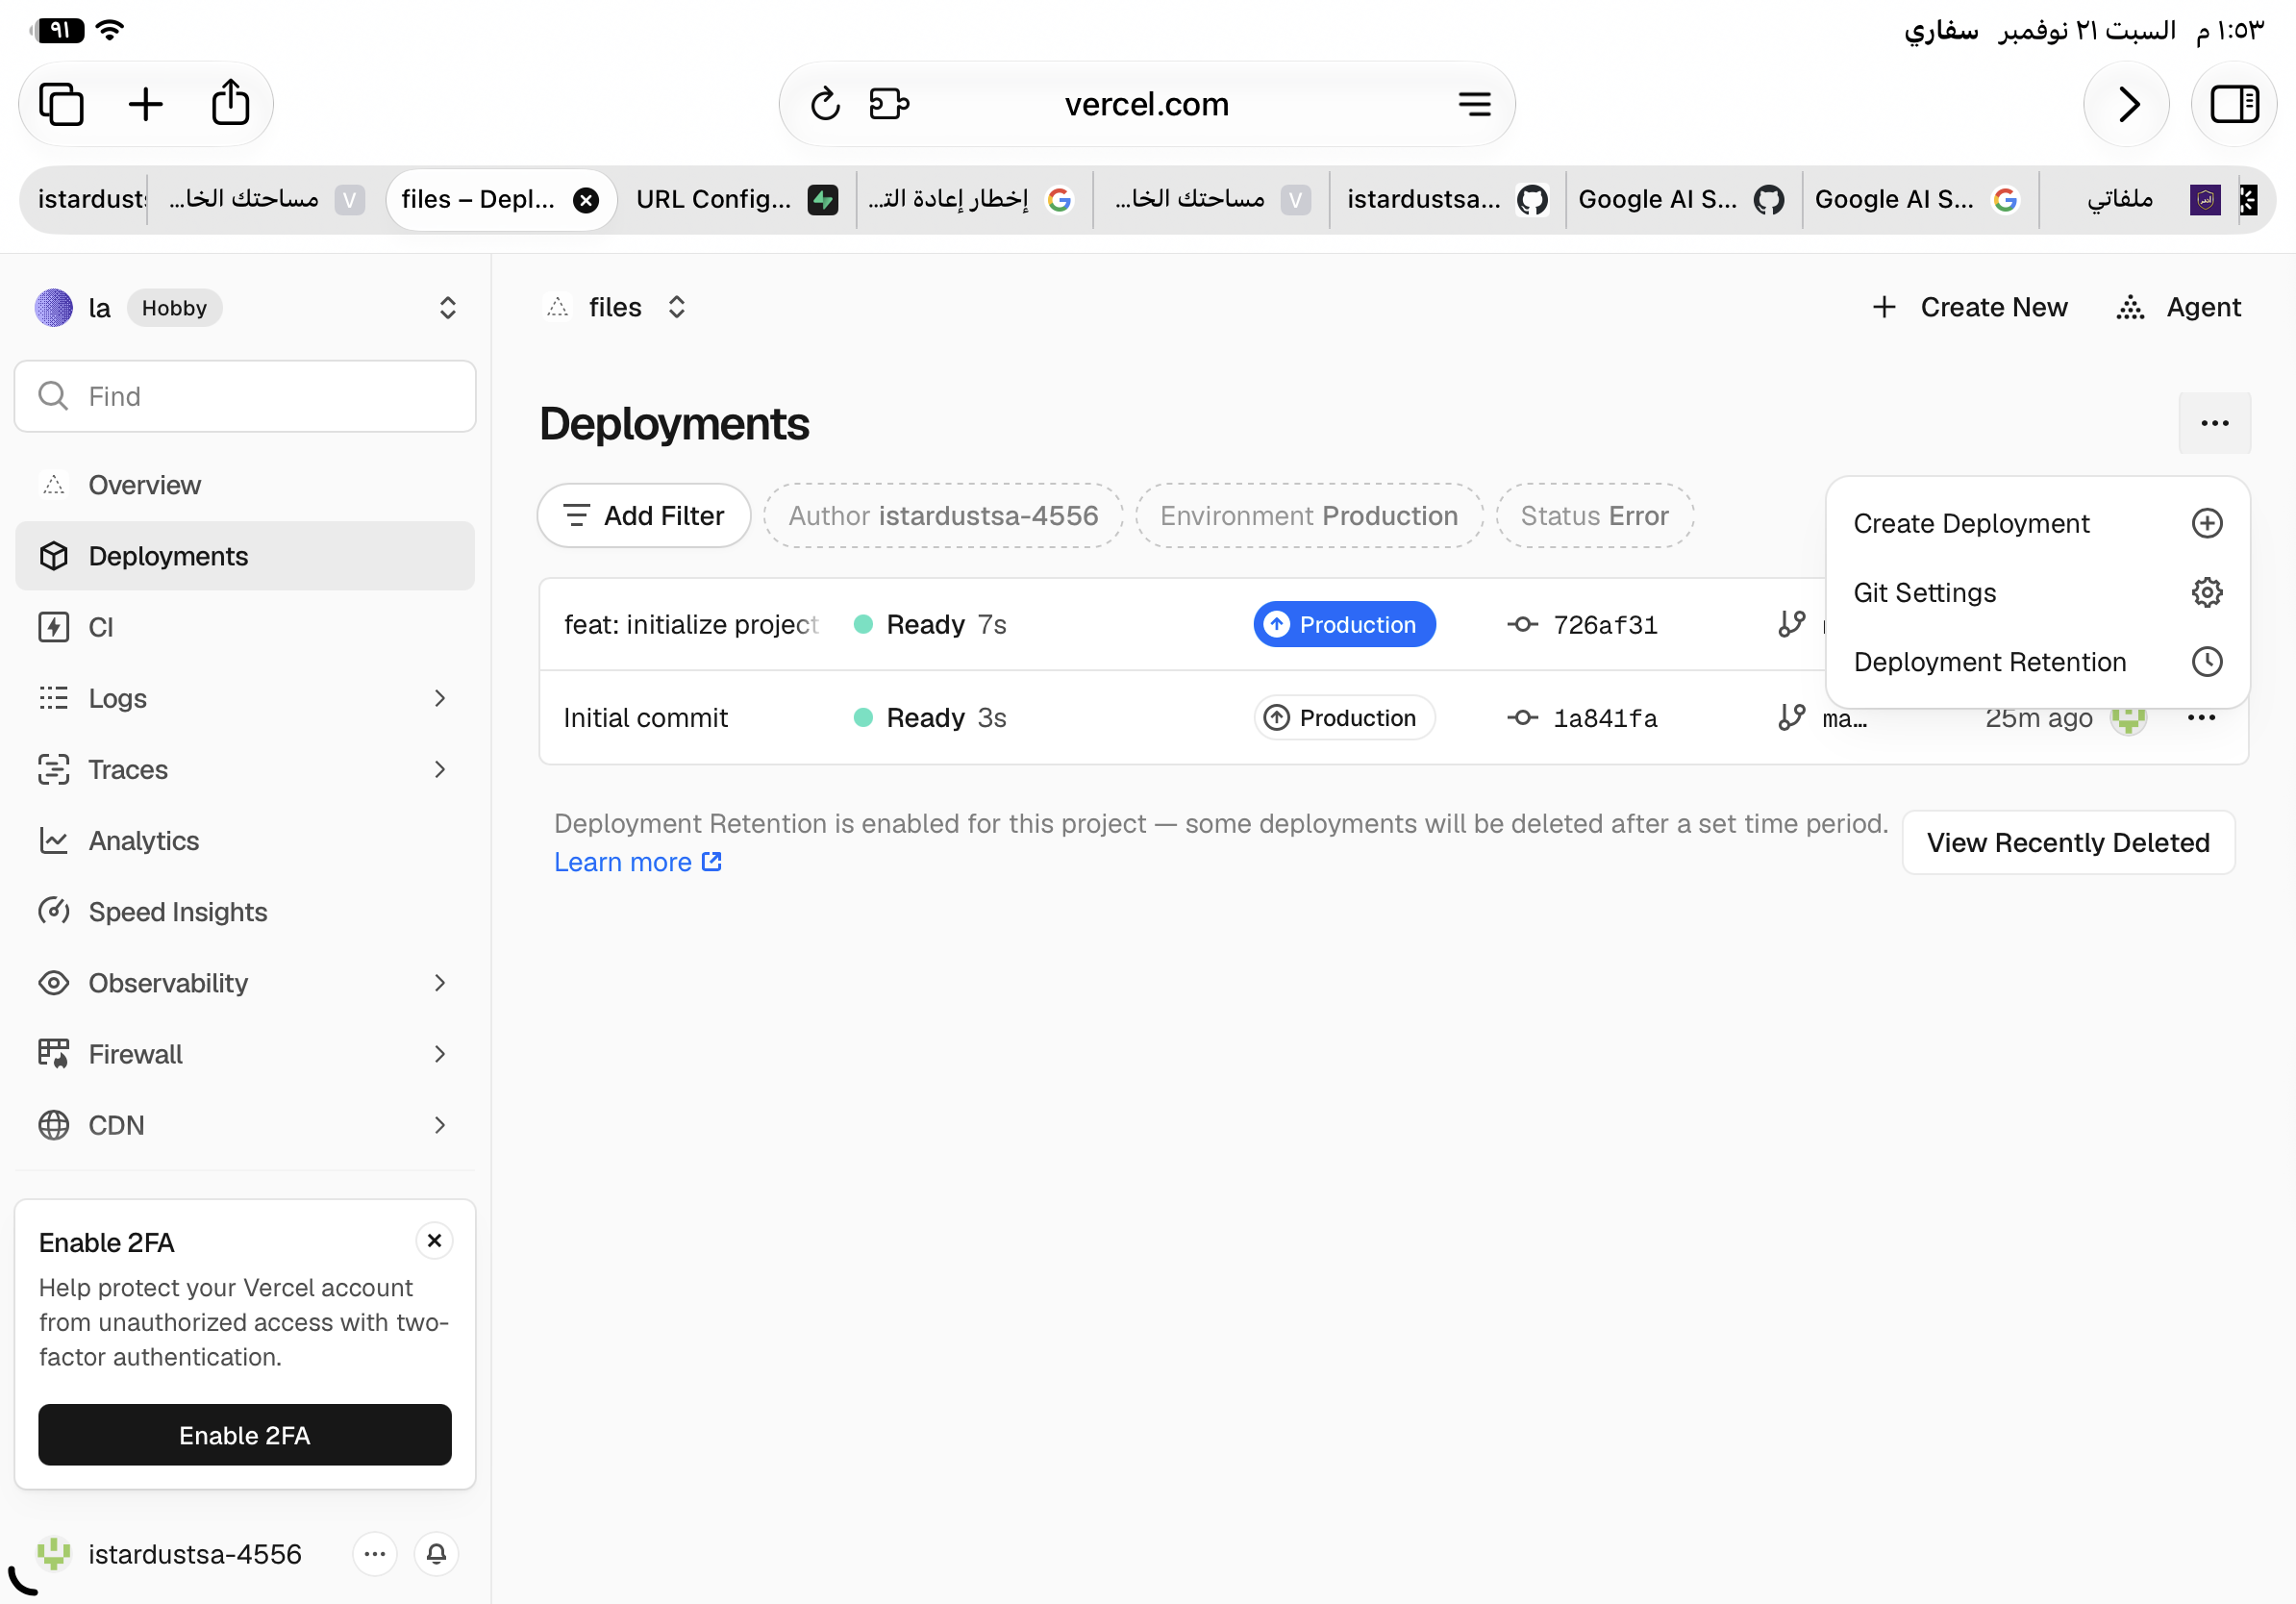 ٩١
١:٥٣ م السبت ٢١ نوفمبر سفاري
vercel.com
istardusts
مساحتك الخا...
V
files – Depl...
URL Config...
إخطار إعادة الت...
مساحتك الخا...
V
istardustsa...
Google AI S...
Google AI S...
ملفاتي
la
Hobby
files
Create New
Agent
Find
Deployments
Overview
Deployments
CI
Logs
Traces
Analytics
Speed Insights
Observability
Firewall
CDN
Add Filter
Author istardustsa-4556
Environment Production
Status Error
Create Deployment
Git Settings
Deployment Retention
feat: initialize project
Ready 7s
Production
726af31
Initial commit
Ready 3s
Production
1a841fa
ma...
25m ago
Deployment Retention is enabled for this project — some deployments will be deleted after a set time period.
Learn more
View Recently Deleted
Enable 2FA
Help protect your Vercel account
from unauthorized access with two-
factor authentication.
Enable 2FA
istardustsa-4556